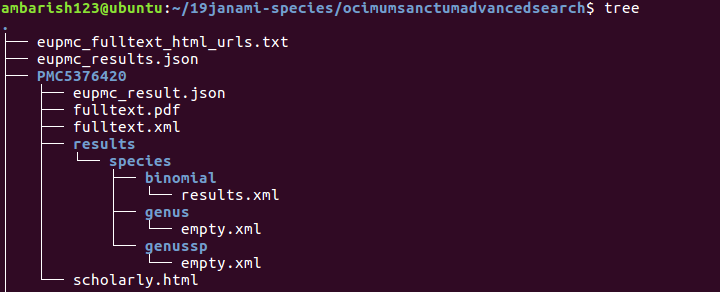 ambarish123@ubuntu:~/19janami-species/ocimumsanctumadvancedsearch$ tree
.
├── eupmc_fulltext_html_urls.txt
├── eupmc_results.json
├── PMC5376420
│   ├── eupmc_result.json
│   ├── fulltext.pdf
│   ├── fulltext.xml
│   ├── results
│   │   └── species
│   │       ├── binomial
│   │       │   └── results.xml
│   │       ├── genus
│   │       │   └── empty.xml
│   │       └── genussp
│   │           └── empty.xml
│   └── scholarly.html